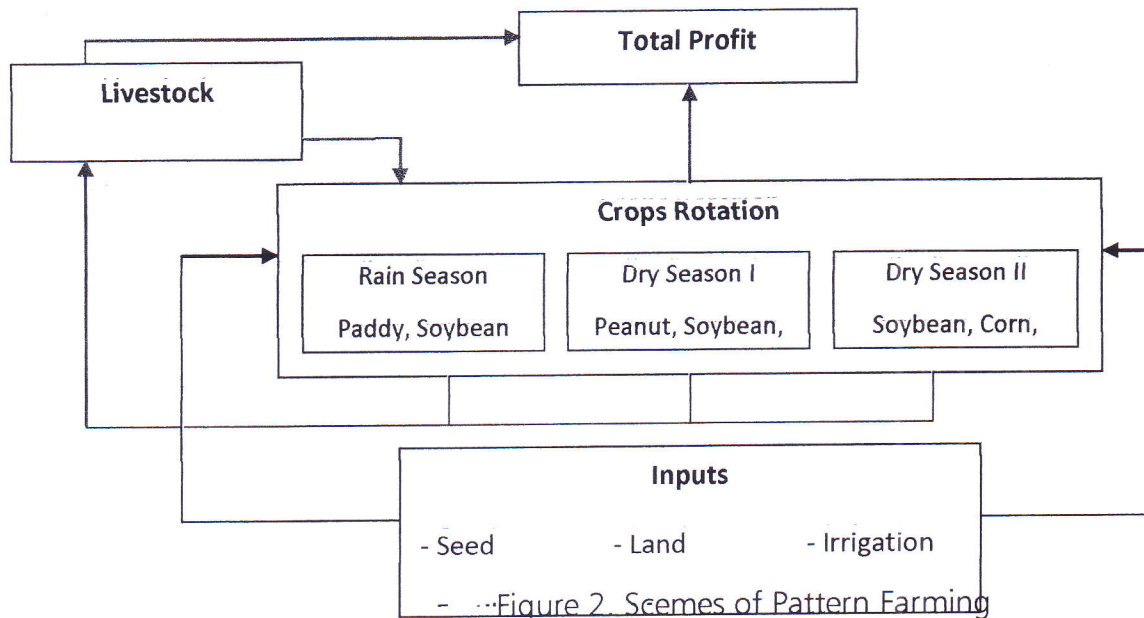 Total Profit
Livestock
Crops Rotation
Rain Season
Paddy, Soybean
Dry Season I
Peanut, Soybean,
Dry Season II
Soybean, Corn,
Inputs
- Seed - Land - Irrigation
-
Figure 2. Scemes of Pattern Farming